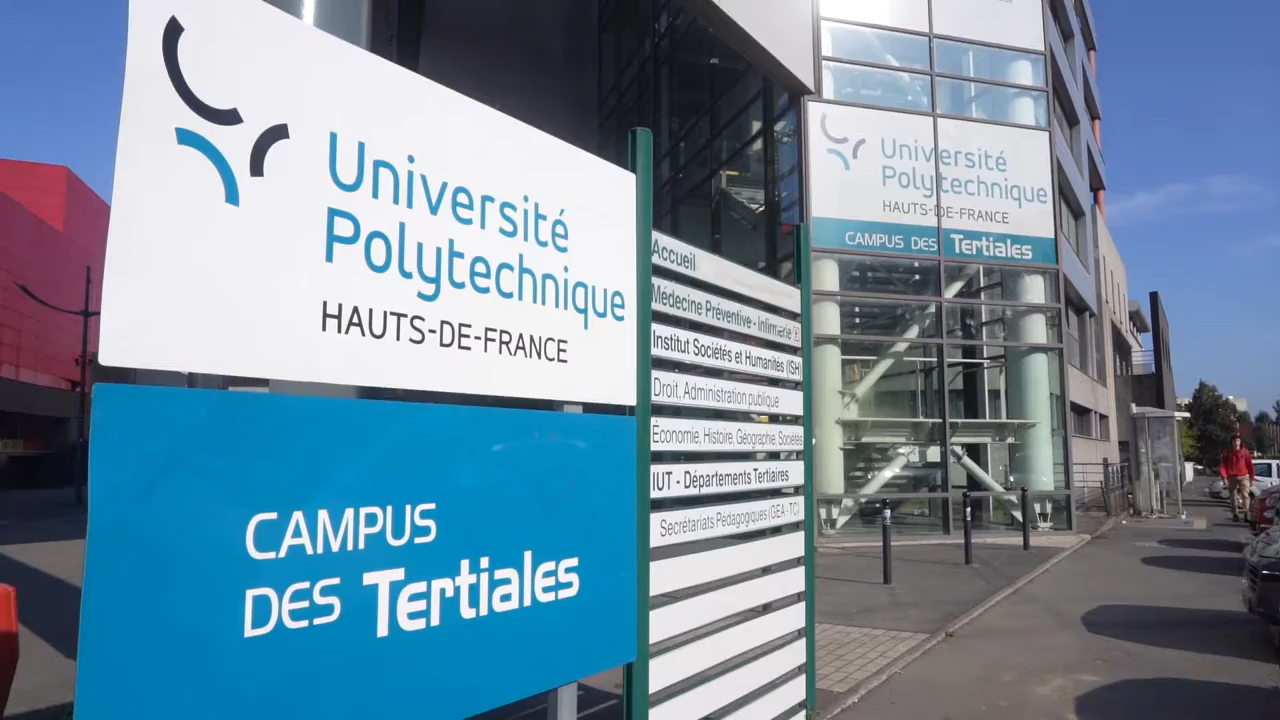 Université
Polytechnique
HAUTS-DE-FRANCE
CAMPUS
DES Tertiales
Accueil
Médecine Préventive - Infirmerie
Institut Sociétés et Humanités (ISH)
Droit, Administration publique
Économie, Histoire, Géographie, Sociétés
IUT - Départements Tertiaires
Secrétariats Pédagogiques (GEA - TC)
Université
Polytechnique
HAUTS-DE-FRANCE
CAMPUS DES Tertiales